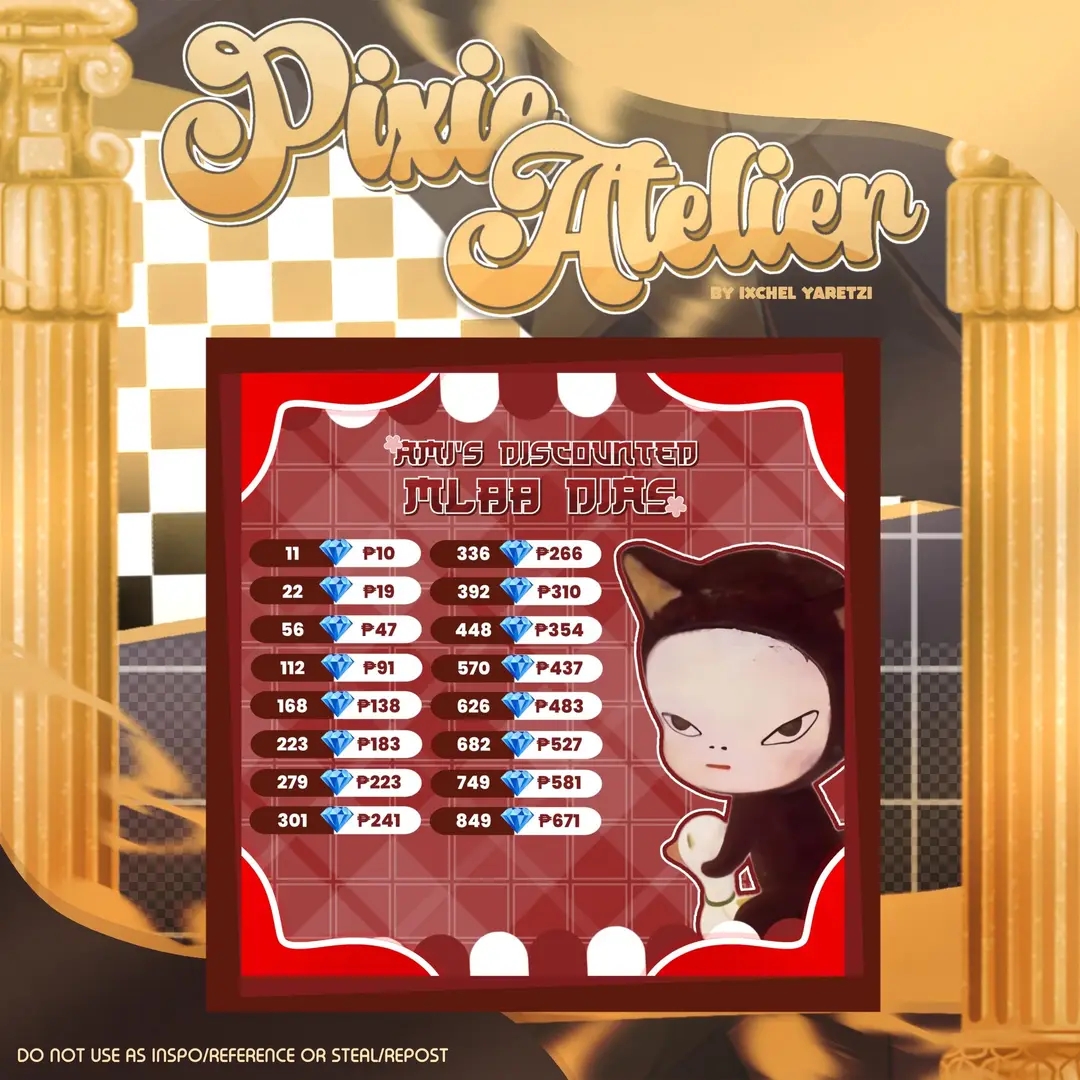 Pixie
Atelier
BY IXCHEL YARETZI
AMI'S DISCOUNTED
MLBB DIAS
11 ₱10
22 ₱19
56 ₱47
112 ₱91
168 ₱138
223 ₱183
279 ₱223
301 ₱241
336 ₱266
392 ₱310
448 ₱354
570 ₱437
626 ₱483
682 ₱527
749 ₱581
849 ₱671
DO NOT USE AS INSPO/REFERENCE OR STEAL/REPOST